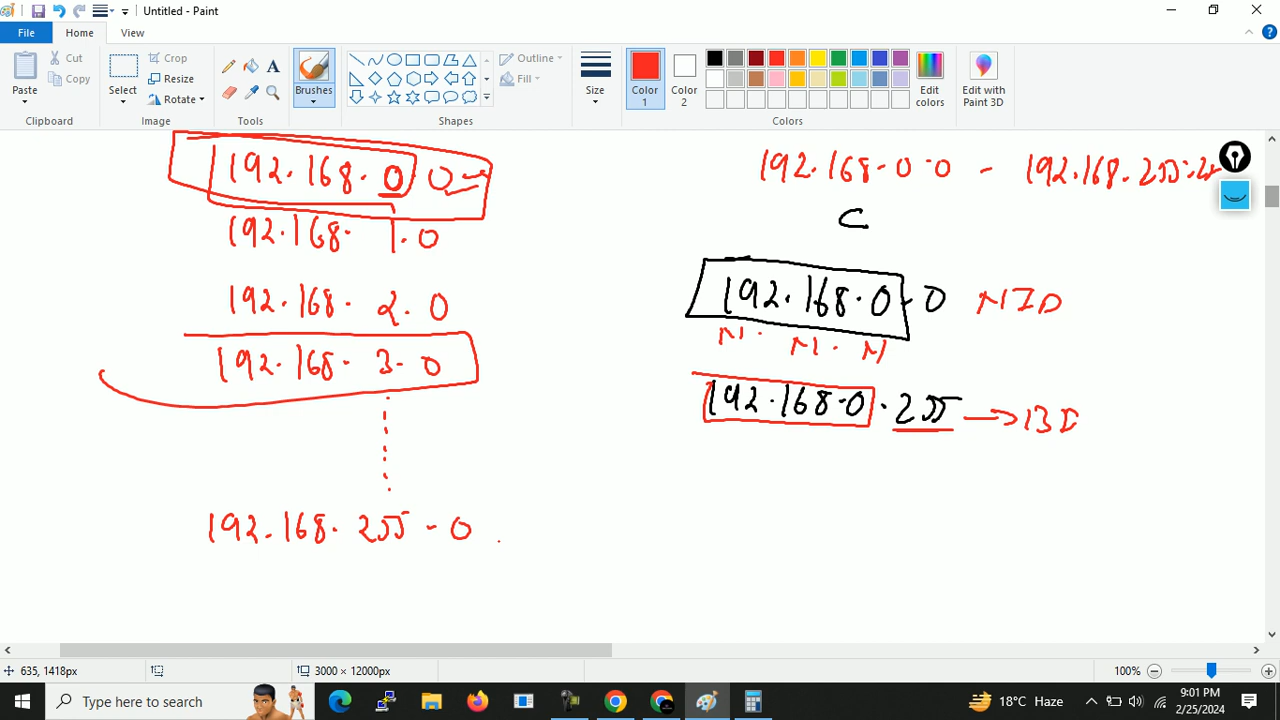 Untitled - Paint
File
Home
View
Paste
Cut
Copy
Clipboard
Select
Crop
Resize
Rotate
Image
Tools
Brushes
Shapes
Outline
Fill
Size
Color 1
Color 2
Edit colors
Edit with Paint 3D
Colors
192.168.0 0
192.168.1.0
192.168.2.0
192.168.3.0
192.168.255.0
192.168.0.0 - 192.168.255.2
C
192.168.0.0 NID
N. N. N
192.168.0.255
635, 1418px
3000 × 12000px
100%
Type here to search
18°C Haze
9:01 PM
2/25/2024